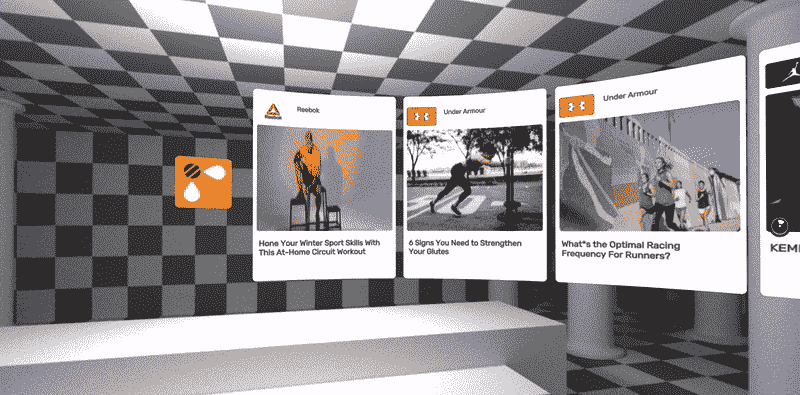 Reebok
Reebok
Hone Your Winter Sport Skills With
This At-Home Circuit Workout
Under Armour
6 Signs You Need to Strengthen
Your Glutes
Under Armour
What"s the Optimal Racing
Frequency For Runners?